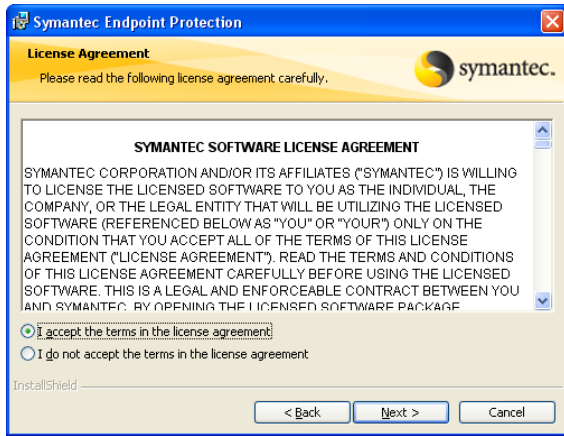 Symantec Endpoint Protection
License Agreement
Please read the following license agreement carefully.
symantec.
SYMANTEC SOFTWARE LICENSE AGREEMENT
SYMANTEC CORPORATION AND/OR ITS AFFILIATES ("SYMANTEC") IS WILLING
TO LICENSE THE LICENSED SOFTWARE TO YOU AS THE INDIVIDUAL, THE
COMPANY, OR THE LEGAL ENTITY THAT WILL BE UTILIZING THE LICENSED
SOFTWARE (REFERENCED BELOW AS "YOU" OR "YOUR") ONLY ON THE
CONDITION THAT YOU ACCEPT ALL OF THE TERMS OF THIS LICENSE
AGREEMENT ("LICENSE AGREEMENT"). READ THE TERMS AND CONDITIONS
OF THIS LICENSE AGREEMENT CAREFULLY BEFORE USING THE LICENSED
SOFTWARE. THIS IS A LEGAL AND ENFORCEABLE CONTRACT BETWEEN YOU
AND SYMANTEC. BY OPENING THE LICENSED SOFTWARE PACKAGE,
I accept the terms in the license agreement
I do not accept the terms in the license agreement
InstallShield
< Back
Next >
Cancel